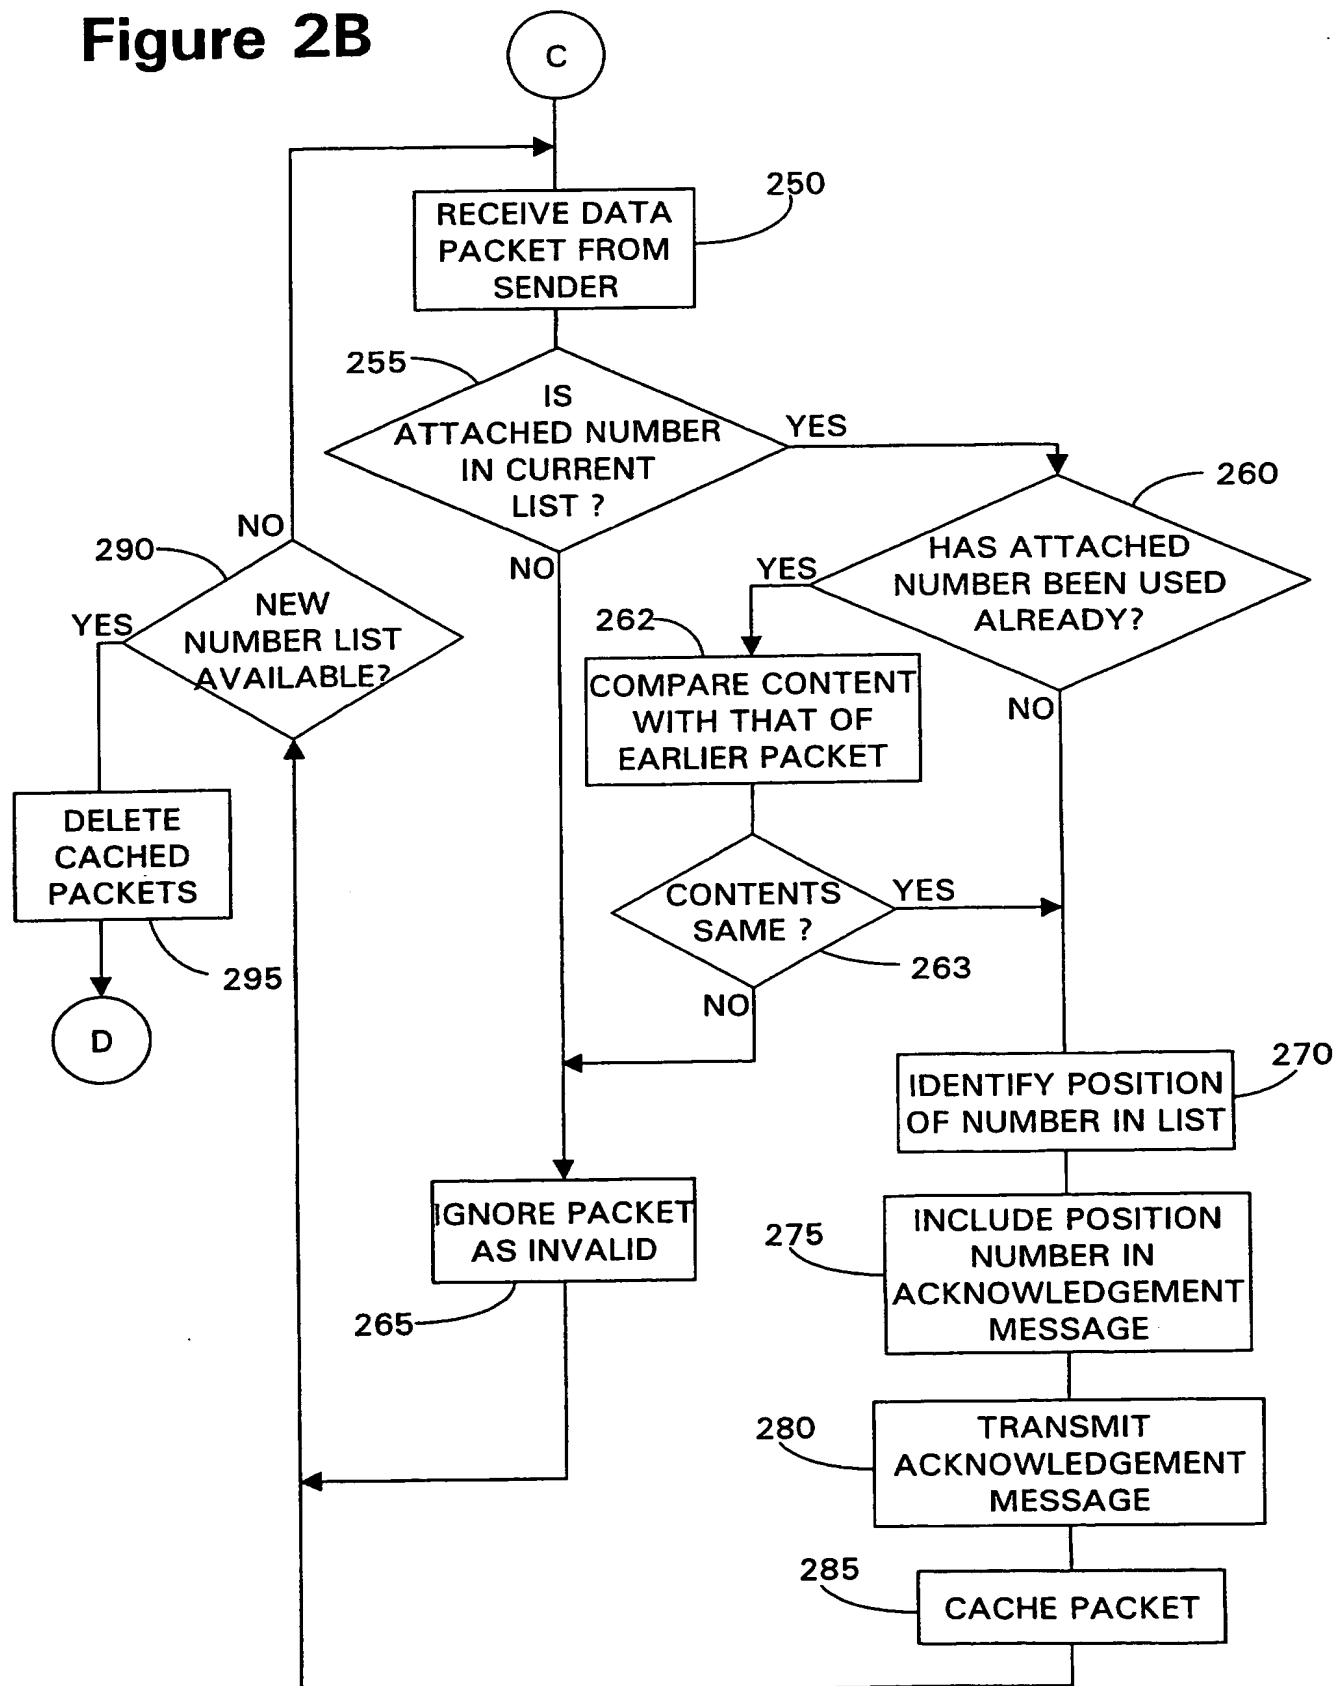 Figure 2B
C
250
RECEIVE DATA
PACKET FROM
SENDER
255
IS
ATTACHED NUMBER
IN CURRENT
LIST ?
YES
NO
260
HAS ATTACHED
NUMBER BEEN USED
ALREADY?
YES
NO
290
NO
NEW
NUMBER LIST
AVAILABLE?
YES
262
COMPARE CONTENT
WITH THAT OF
EARLIER PACKET
DELETE
CACHED
PACKETS
295
D
CONTENTS
SAME ?
YES
263
NO
270
IDENTIFY POSITION
OF NUMBER IN LIST
IGNORE PACKET
AS INVALID
265
275
INCLUDE POSITION
NUMBER IN
ACKNOWLEDGEMENT
MESSAGE
280
TRANSMIT
ACKNOWLEDGEMENT
MESSAGE
285
CACHE PACKET